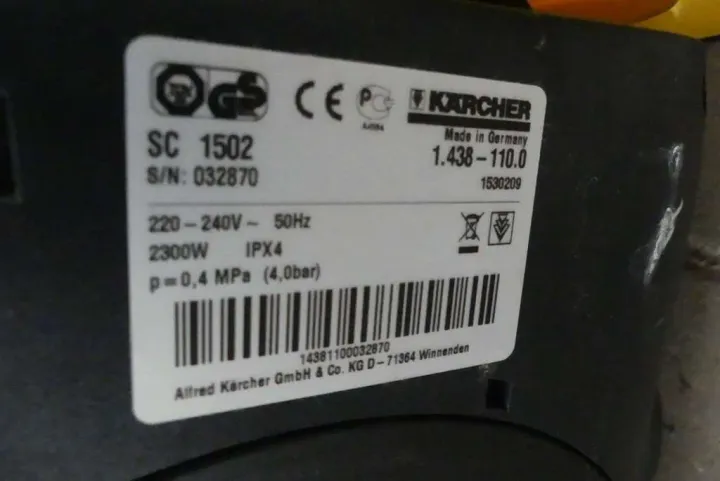 GS CE
KÄRCHER
Made in Germany
SC 1502 1.438-110.0
S/N: 032870 1530209
220-240V~ 50Hz
2300W IPX4
p=0,4 MPa (4,0bar)
14381100032870
Alfred Kärcher GmbH & Co. KG D-71364 Winnenden